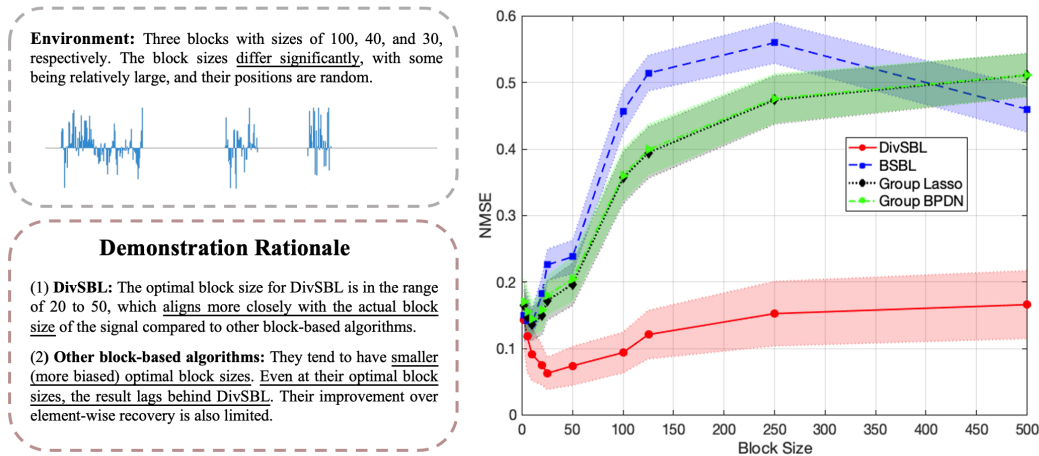 Environment: Three blocks with sizes of 100, 40, and 30,
respectively. The block sizes differ significantly, with some
being relatively large, and their positions are random.
Demonstration Rationale
(1) DivSBL: The optimal block size for DivSBL is in the range
of 20 to 50, which aligns more closely with the actual block
size of the signal compared to other block-based algorithms.
(2) Other block-based algorithms: They tend to have smaller
(more biased) optimal block sizes. Even at their optimal block
sizes, the result lags behind DivSBL. Their improvement over
element-wise recovery is also limited.
0.6
0.5
0.4
0.3
0.2
0.1
0
NMSE
DivSBL
BSBL
Group Lasso
Group BPDN
0 50 100 150 200 250 300 350 400 450 500
Block Size